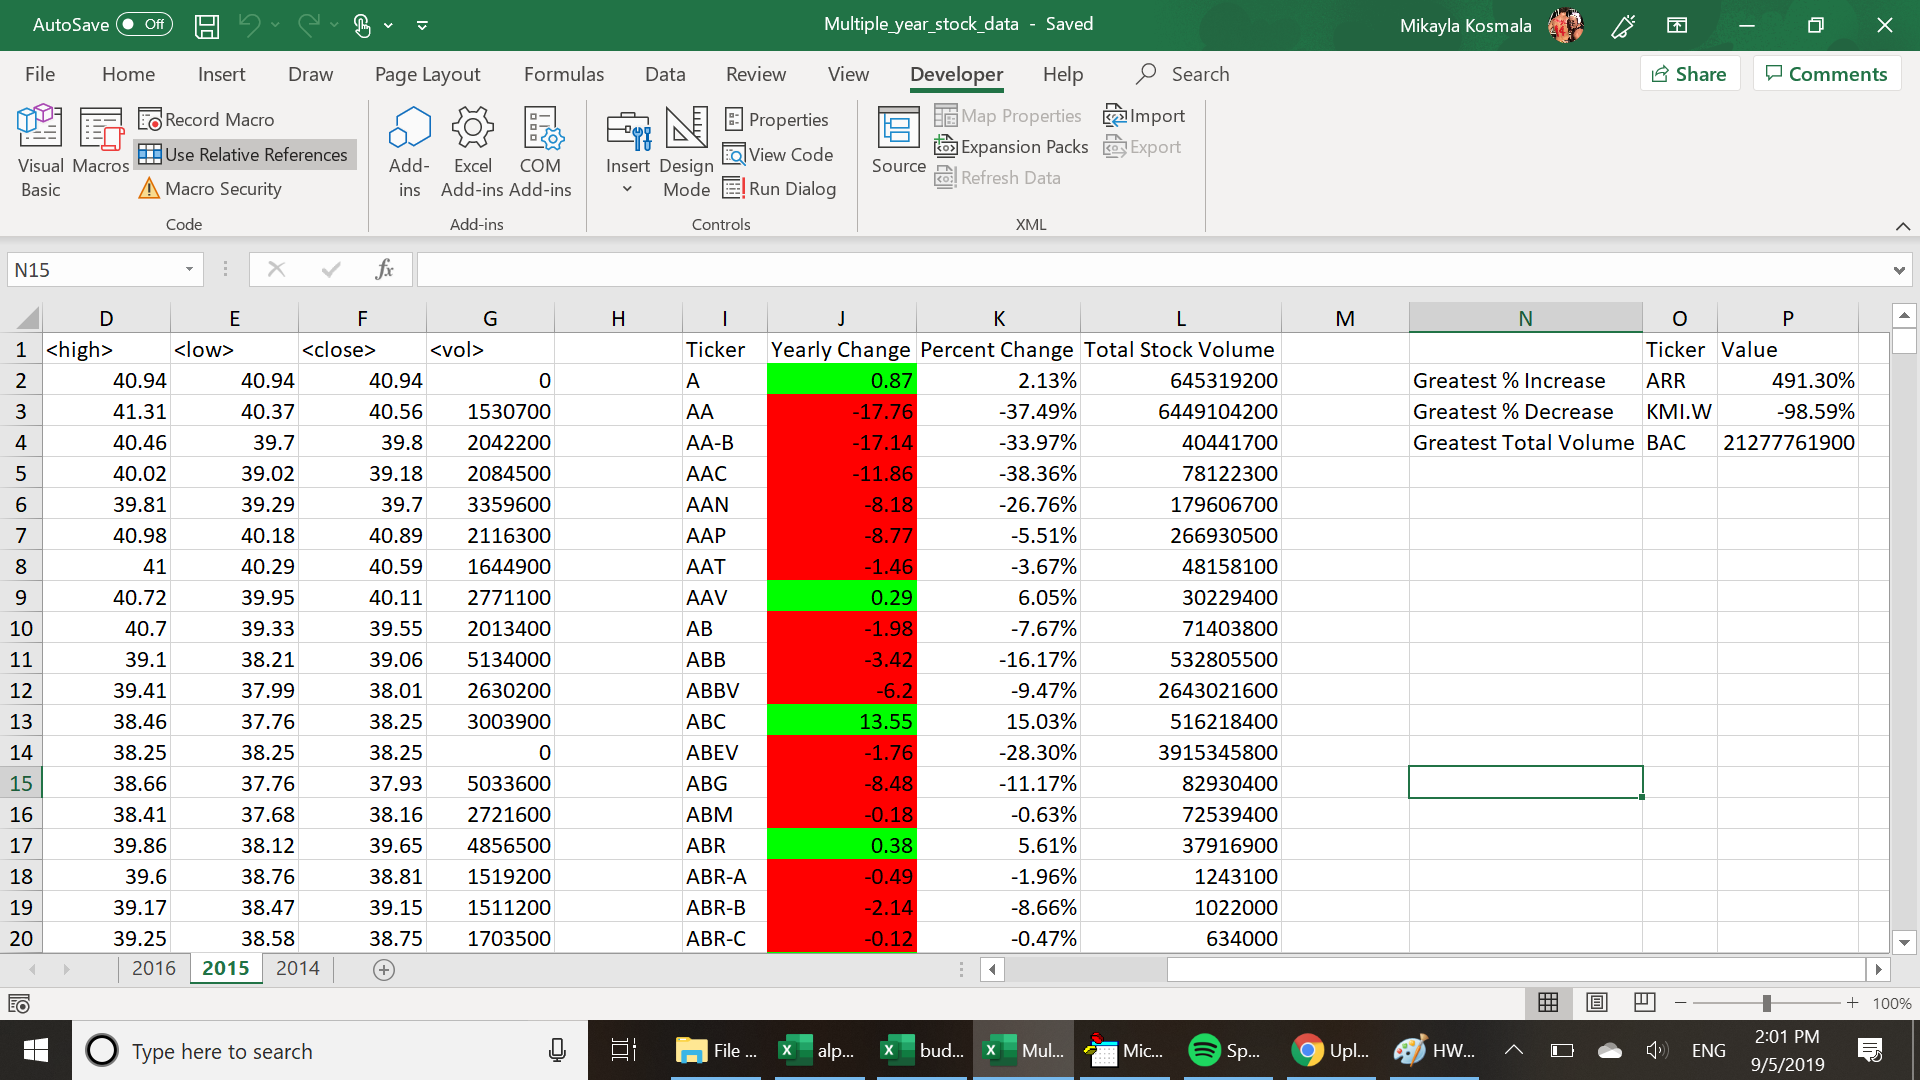 AutoSave Off
Multiple_year_stock_data - Saved
Mikayla Kosmala
File Home Insert Draw Page Layout Formulas Data Review View Developer Help Search
Share Comments
Visual Basic
Macros
Record Macro
Use Relative References
Macro Security
Code
Add-ins
Excel Add-ins
COM Add-ins
Add-ins
Insert
Design Mode
Properties
View Code
Run Dialog
Controls
Source
Map Properties
Expansion Packs
Refresh Data
Import
Export
XML
N15 fx
D E F G H I J K L M N O P
1 <high> <low> <close> <vol> Ticker Yearly Change Percent Change Total Stock Volume Ticker Value
2 40.94 40.94 40.94 0 A 0.87 2.13% 645319200 Greatest % Increase ARR 491.30%
3 41.31 40.37 40.56 1530700 AA -17.76 -37.49% 6449104200 Greatest % Decrease KMI.W -98.59%
4 40.46 39.7 39.8 2042200 AA-B -17.14 -33.97% 40441700 Greatest Total Volume BAC 21277761900
5 40.02 39.02 39.18 2084500 AAC -11.86 -38.36% 78122300
6 39.81 39.29 39.7 3359600 AAN -8.18 -26.76% 179606700
7 40.98 40.18 40.89 2116300 AAP -8.77 -5.51% 266930500
8 41 40.29 40.59 1644900 AAT -1.46 -3.67% 48158100
9 40.72 39.95 40.11 2771100 AAV 0.29 6.05% 30229400
10 40.7 39.33 39.55 2013400 AB -1.98 -7.67% 71403800
11 39.1 38.21 39.06 5134000 ABB -3.42 -16.17% 532805500
12 39.41 37.99 38.01 2630200 ABBV -6.2 -9.47% 2643021600
13 38.46 37.76 38.25 3003900 ABC 13.55 15.03% 516218400
14 38.25 38.25 38.25 0 ABEV -1.76 -28.30% 3915345800
15 38.66 37.76 37.93 5033600 ABG -8.48 -11.17% 82930400
16 38.41 37.68 38.16 2721600 ABM -0.18 -0.63% 72539400
17 39.86 38.12 39.65 4856500 ABR 0.38 5.61% 37916900
18 39.6 38.76 38.81 1519200 ABR-A -0.49 -1.96% 1243100
19 39.17 38.47 39.15 1511200 ABR-B -2.14 -8.66% 1022000
20 39.25 38.58 38.75 1703500 ABR-C -0.12 -0.47% 634000
2016 2015 2014
100%
Type here to search
File ... alp... bud... Mul... Mic... Sp... Upl... HW...
ENG
2:01 PM
9/5/2019